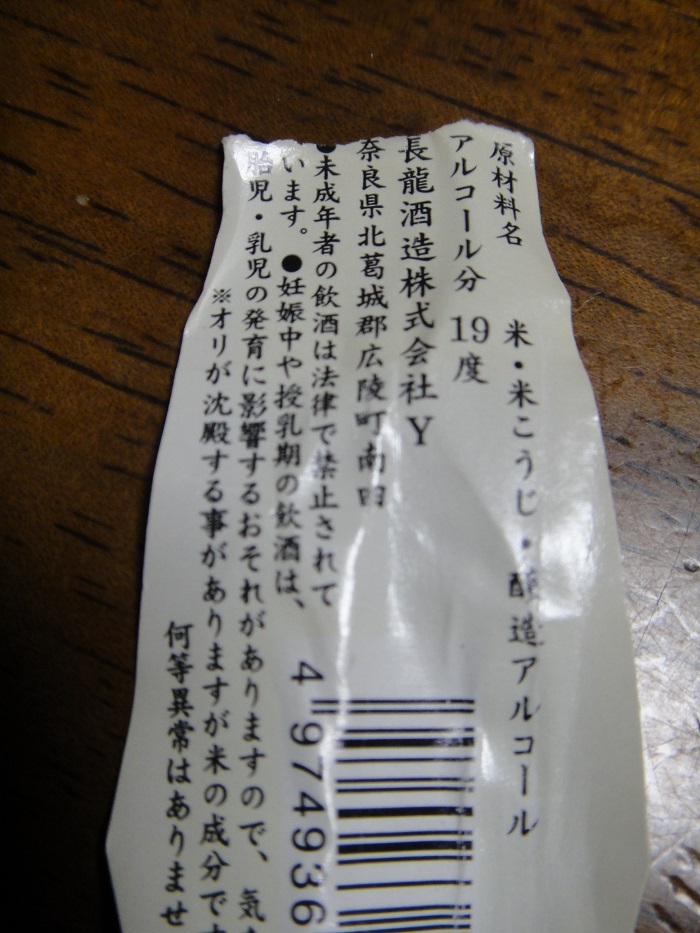 原材料名 米・米こうじ・醸造アルコール
アルコール分 19度
長龍酒造株式会社 Y
奈良県北葛城郡広陵町南四
●未成年者の飲酒は法律で禁止されて
います。●妊娠中や授乳期の飲酒は、
胎児・乳児の発育に影響するおそれがありますので、気
※オリが沈殿する事がありますが米の成分です
何等異常はありませ
4 974936